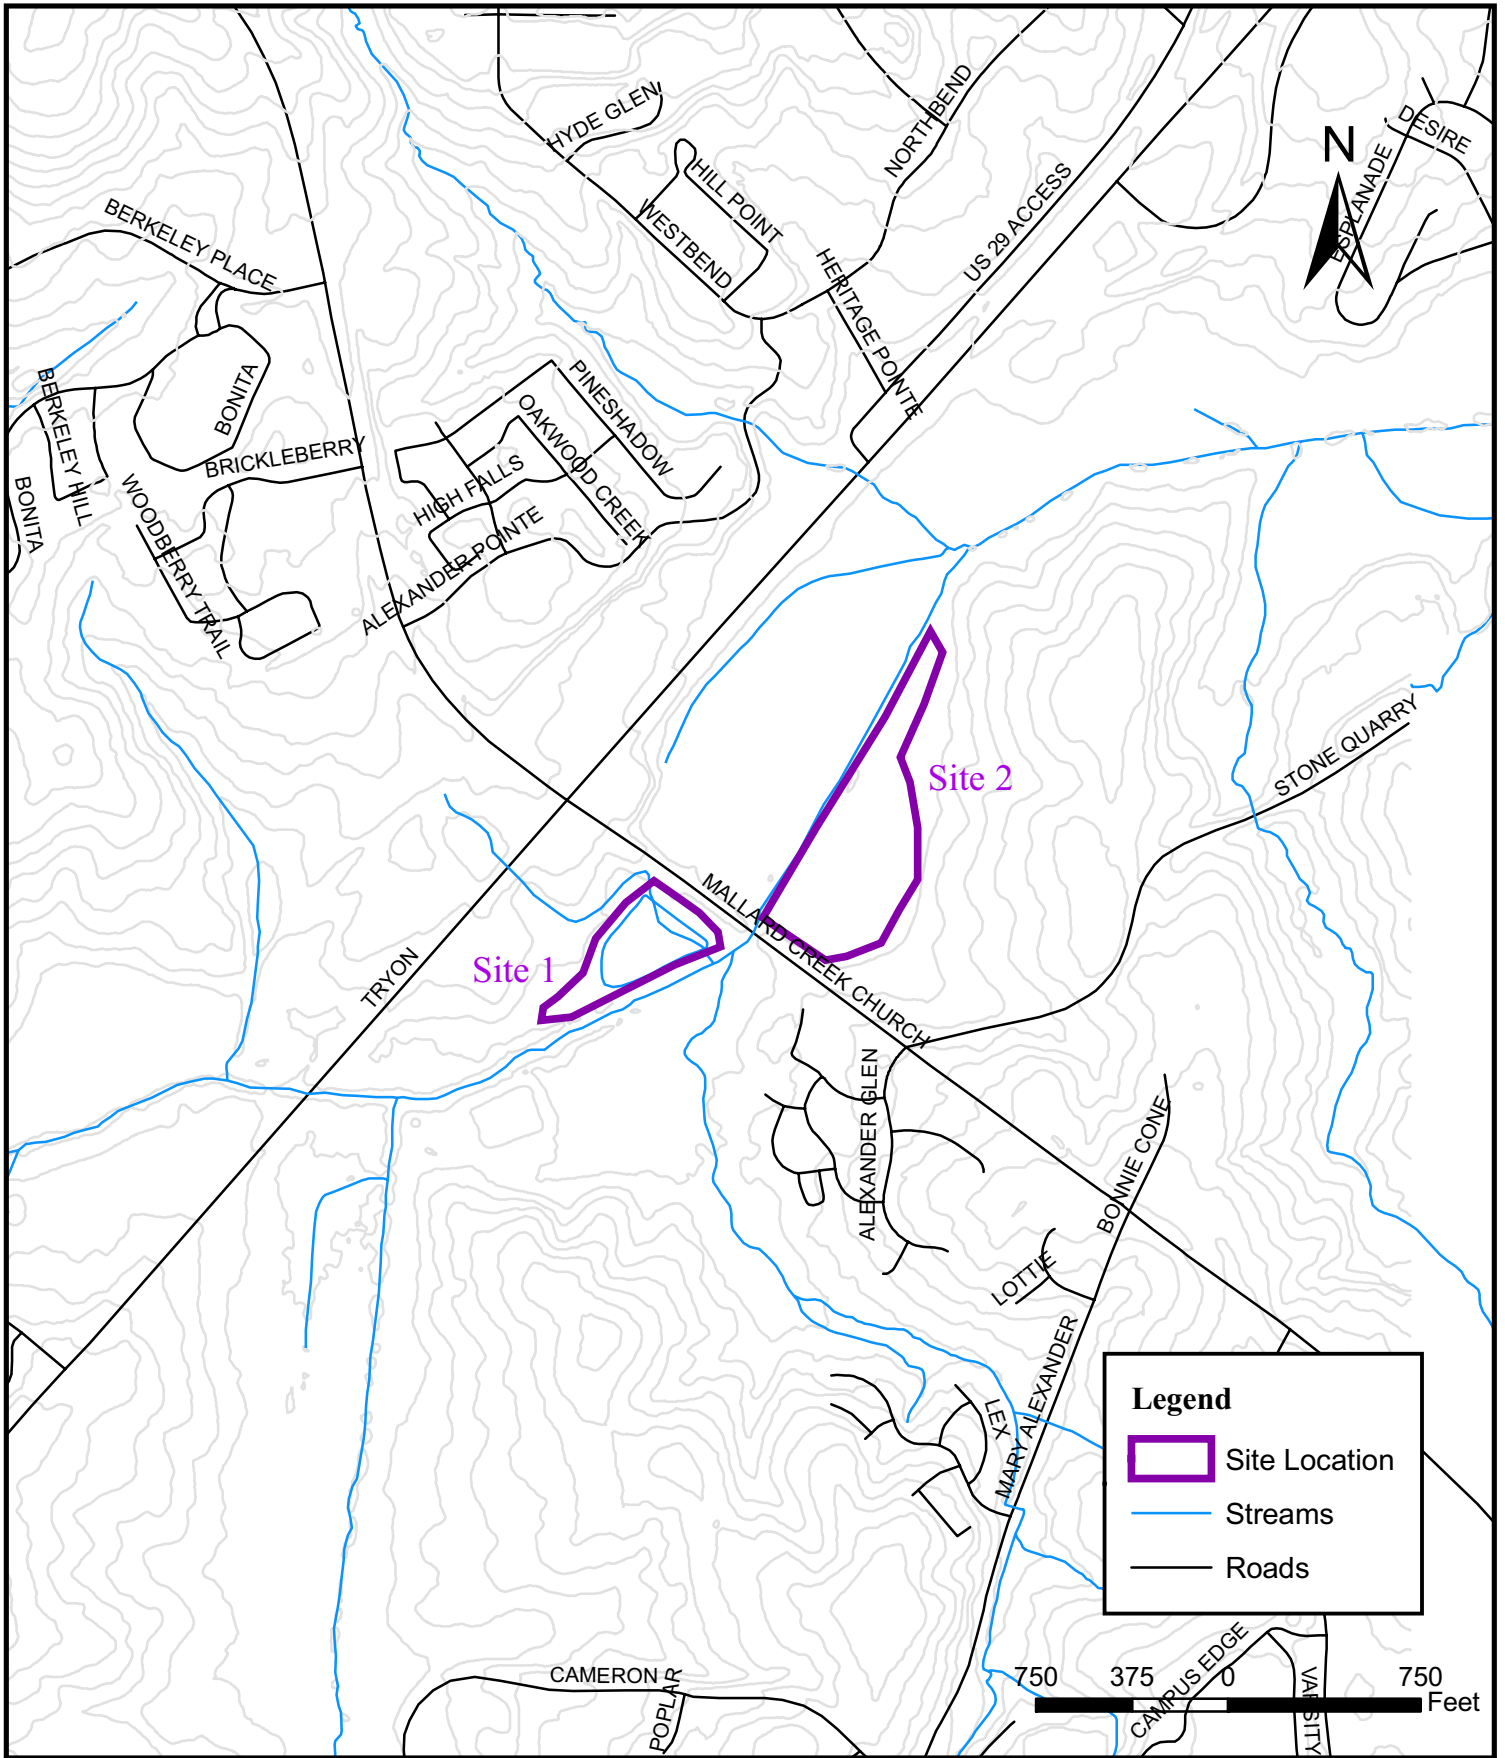 HYDE GLEN
NORTHBEND
DESIRE
N
ESPLANADE
HILL POINT
WESTBEND
US 29 ACCESS
BERKELEY PLACE
HERITAGE POINTE
BONITA
BERKELEY HILL
PINESHADOW
OAKWOOD CREEK
BRICKLEBERRY
HIGH FALLS
BONITA
WOODBERRY TRAIL
ALEXANDER POINTE
STONE QUARRY
Site 2
MALLARD CREEK CHURCH
Site 1
TRYON
ALEXANDER GLEN
BONNIE CONE
LOTTIE
MARY ALEXANDER
LEX
Legend
Site Location
Streams
Roads
CAMPUS EDGE
CAMERON
POPLAR
VARSITY
750 375 0 750
Feet